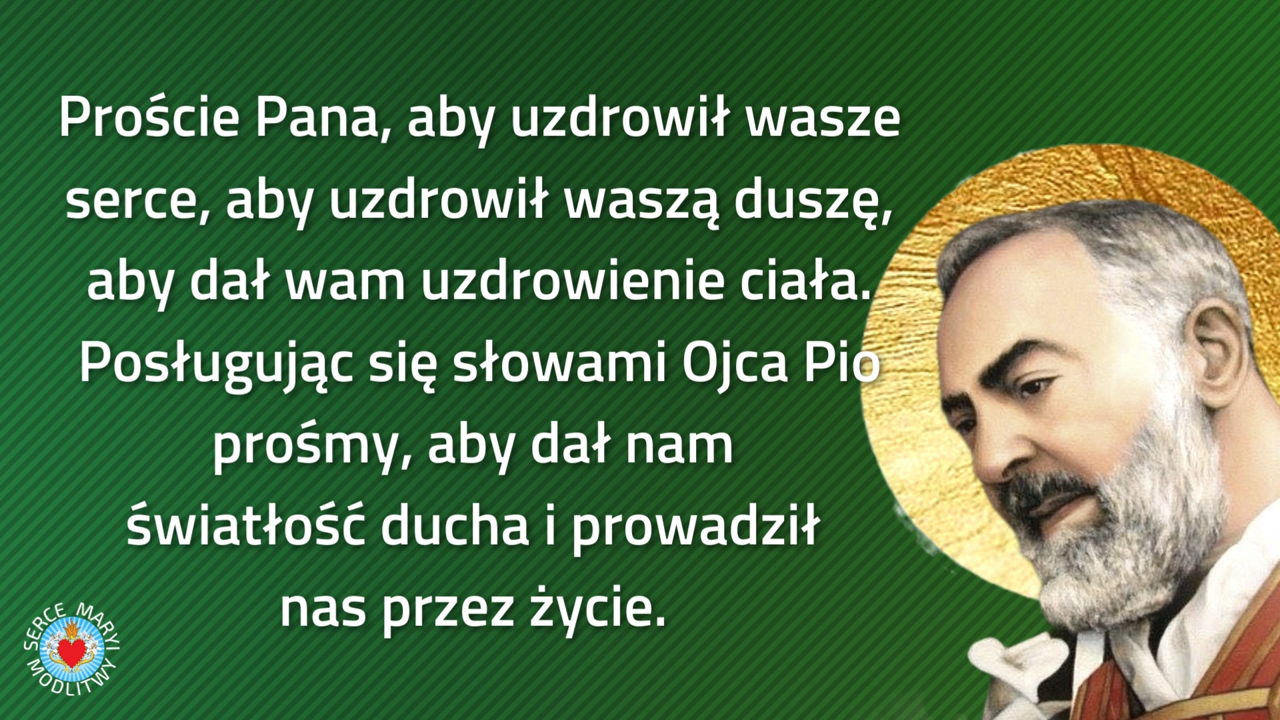 Proście Pana, aby uzdrowił wasze
serce, aby uzdrowił waszą duszę,
aby dał wam uzdrowienie ciała.
Posługując się słowami Ojca Pio
prośmy, aby dał nam
światłość ducha i prowadził
nas przez życie.
SERCE MARYI
MODLITWY